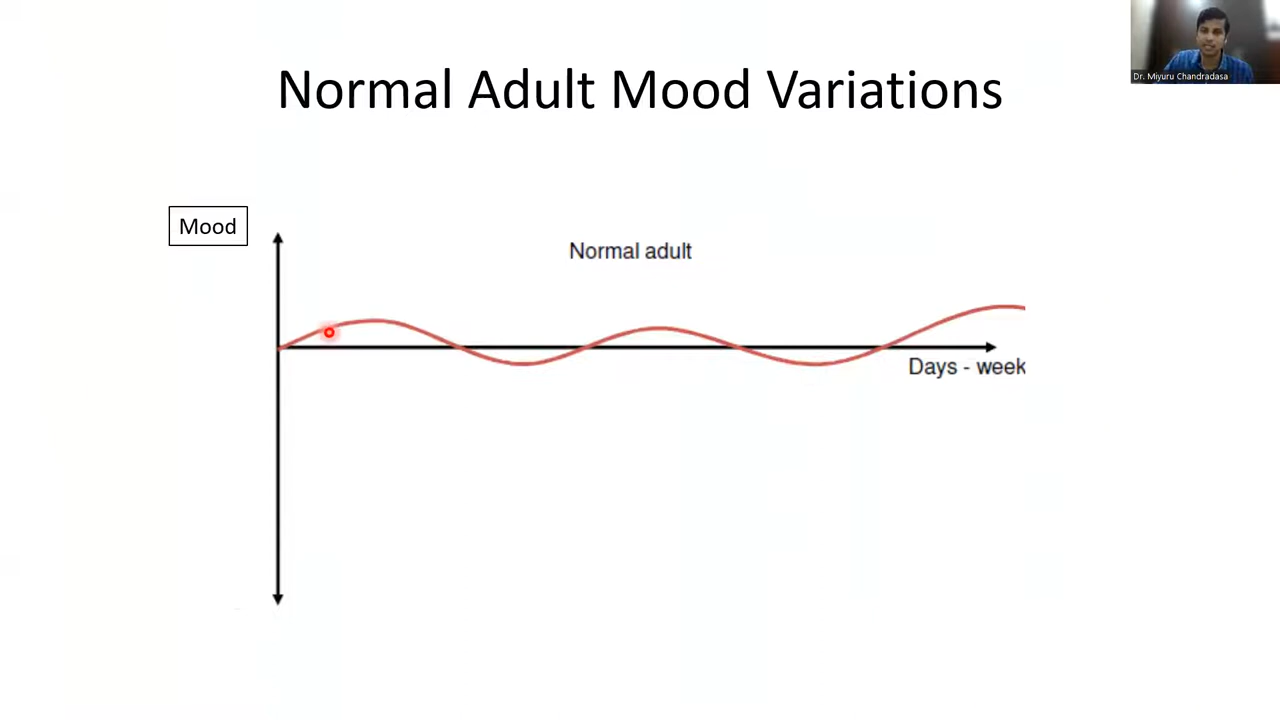 Dr. Miyuru Chandradasa
Normal Adult Mood Variations
Mood
Normal adult
Days - week